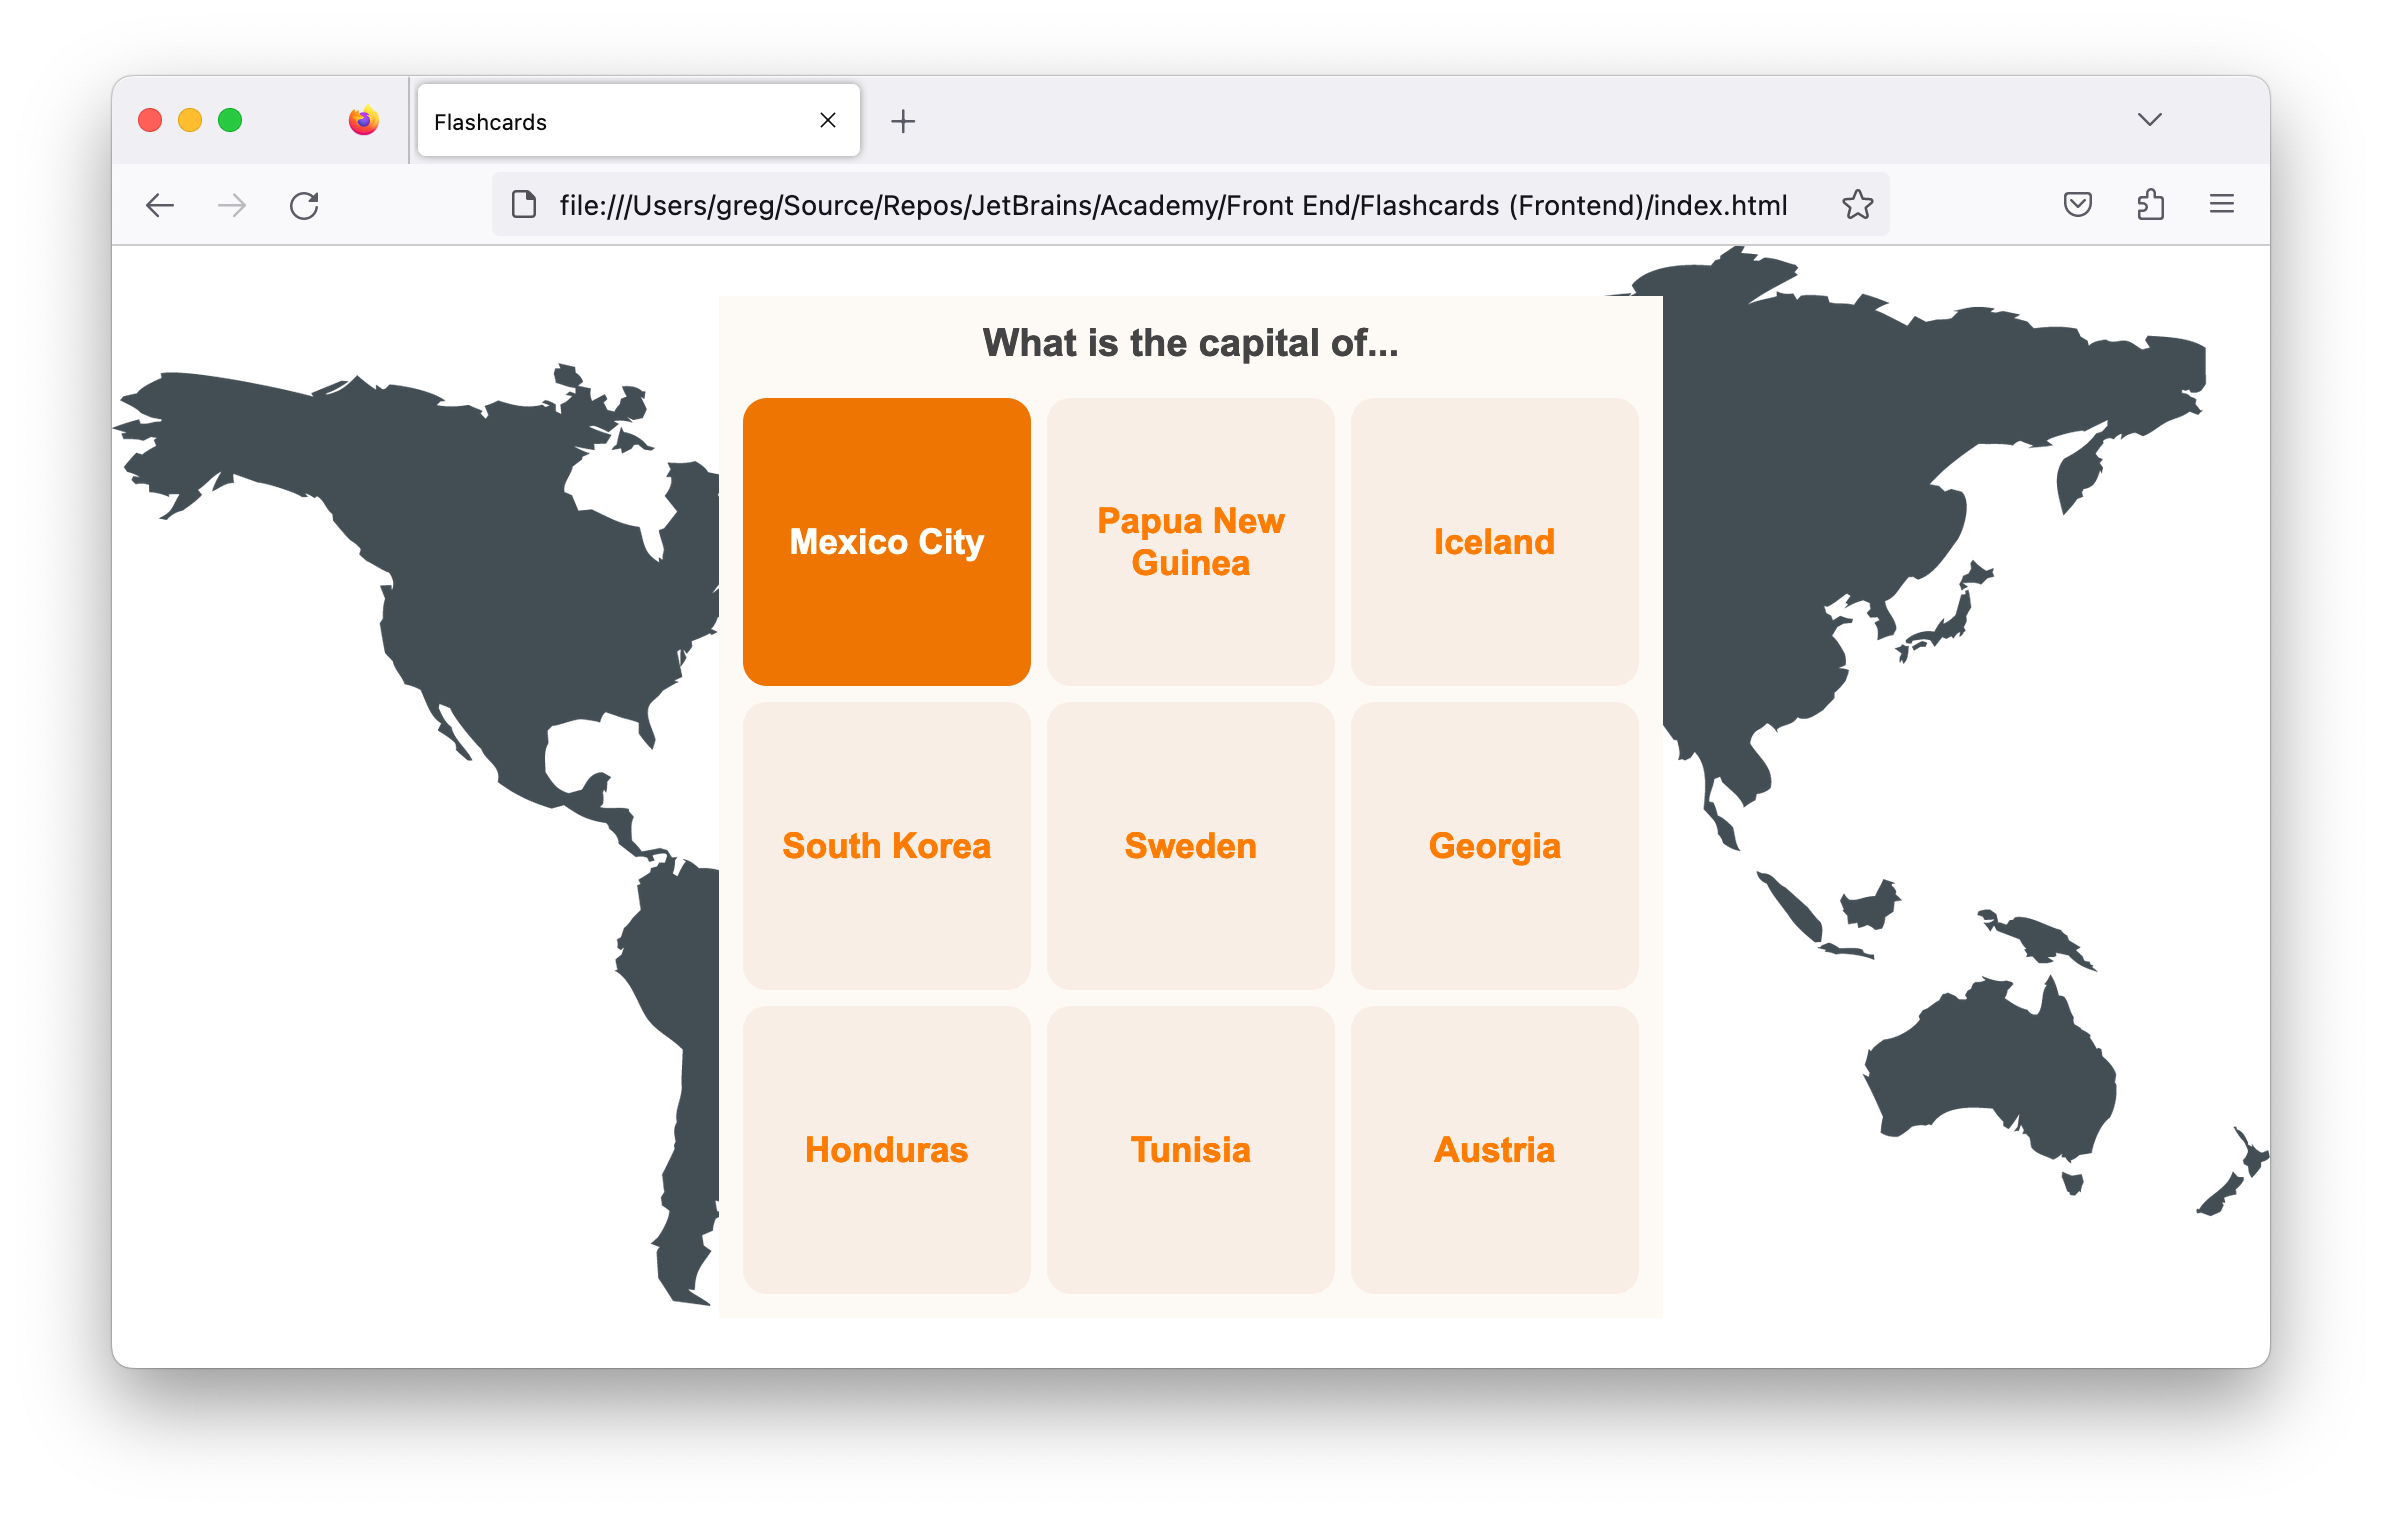 Flashcards
file:///Users/greg/Source/Repos/JetBrains/Academy/Front End/Flashcards (Frontend)/index.html
What is the capital of...
Mexico City
Papua New
Guinea
Iceland
South Korea
Sweden
Georgia
Honduras
Tunisia
Austria